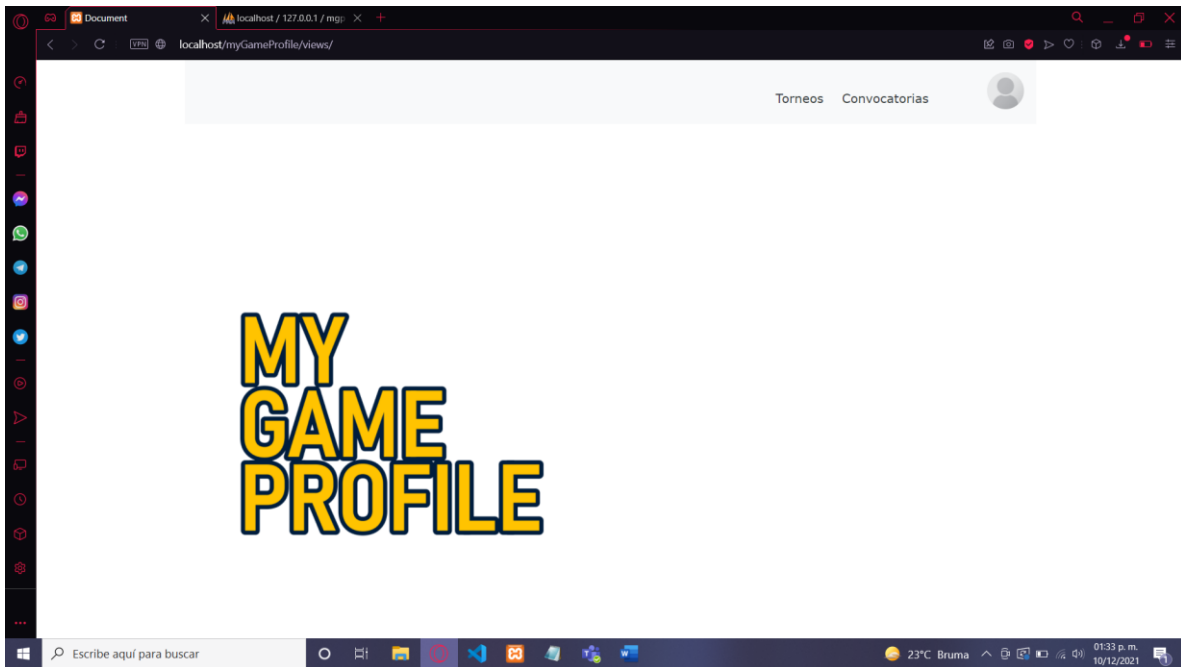 Document
localhost / 127.0.0.1 / mgp
VPN
localhost/myGameProfile/views/
Torneos Convocatorias
MY
GAME
PROFILE
Escribe aquí para buscar
23°C Bruma
01:33 p. m.
10/12/2021